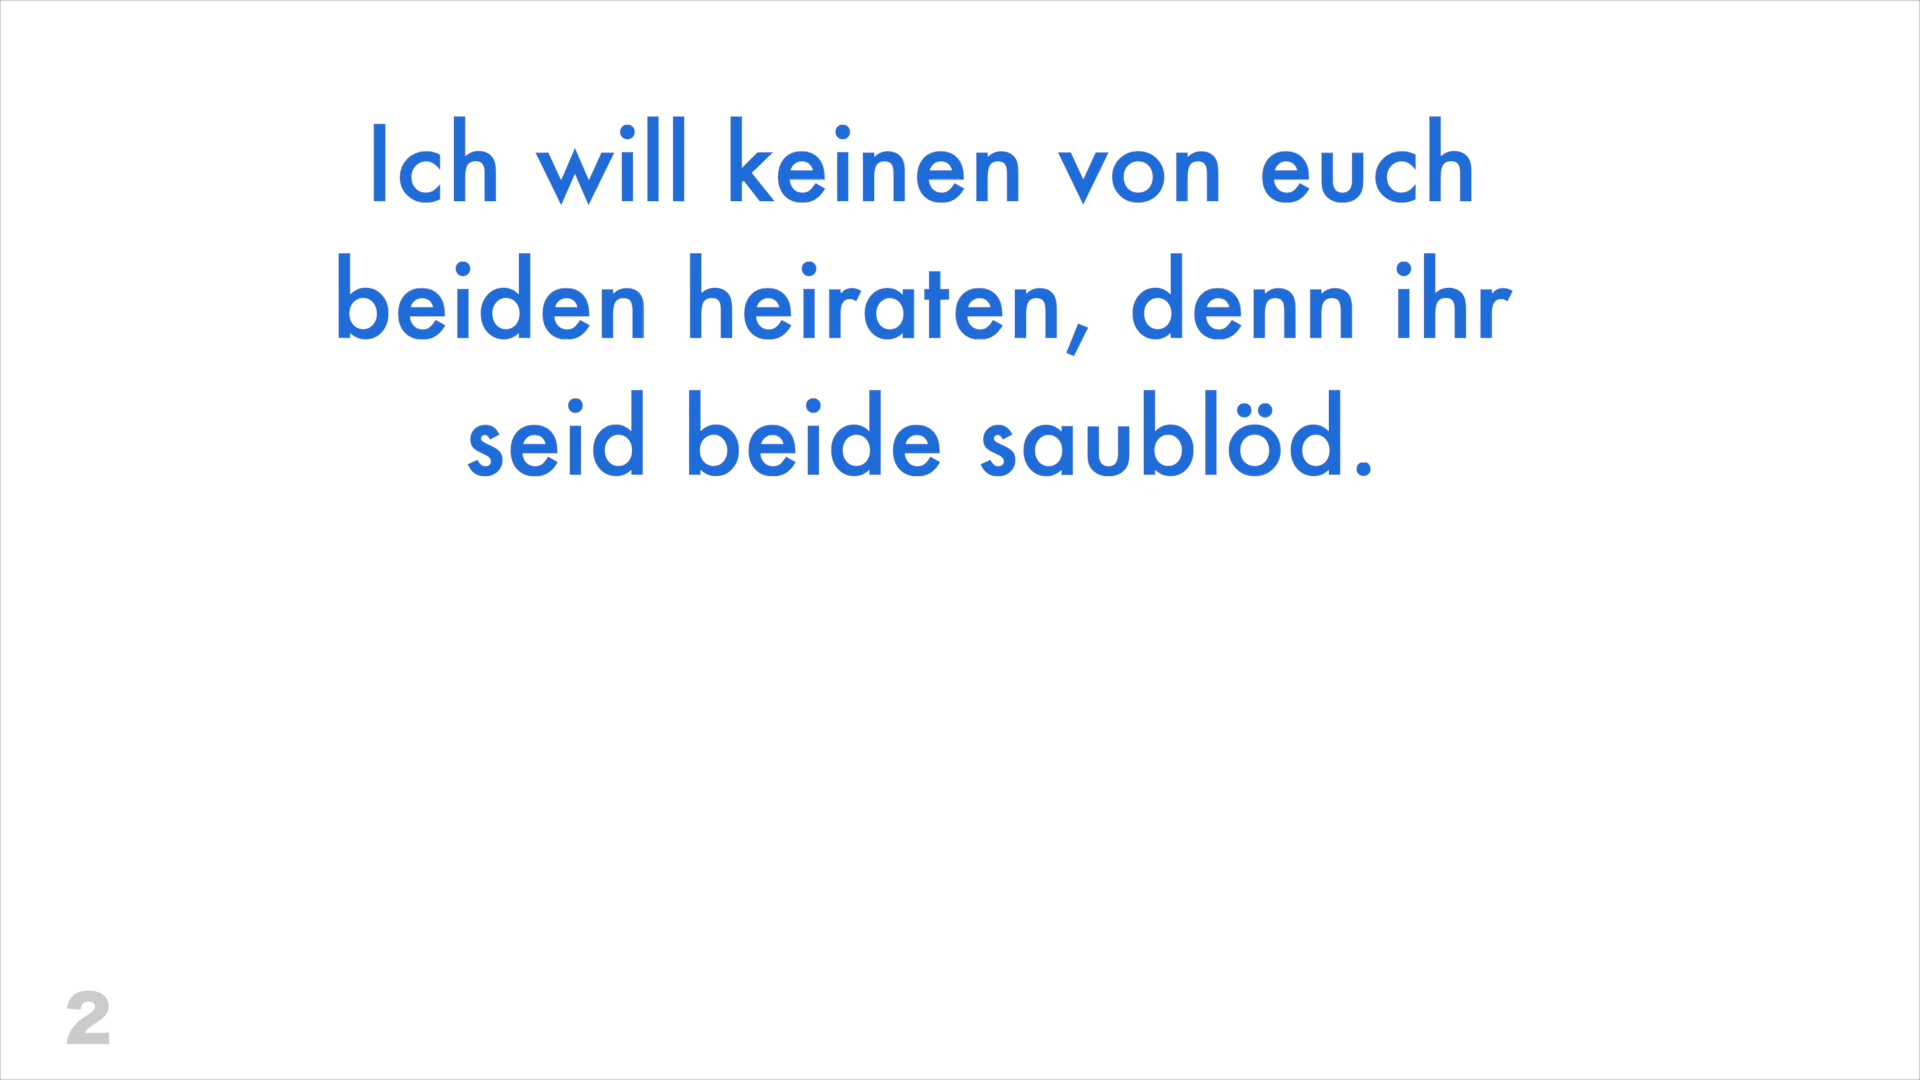 Ich will keinen von euch
beiden heiraten, denn ihr
seid beide saublöd.
2